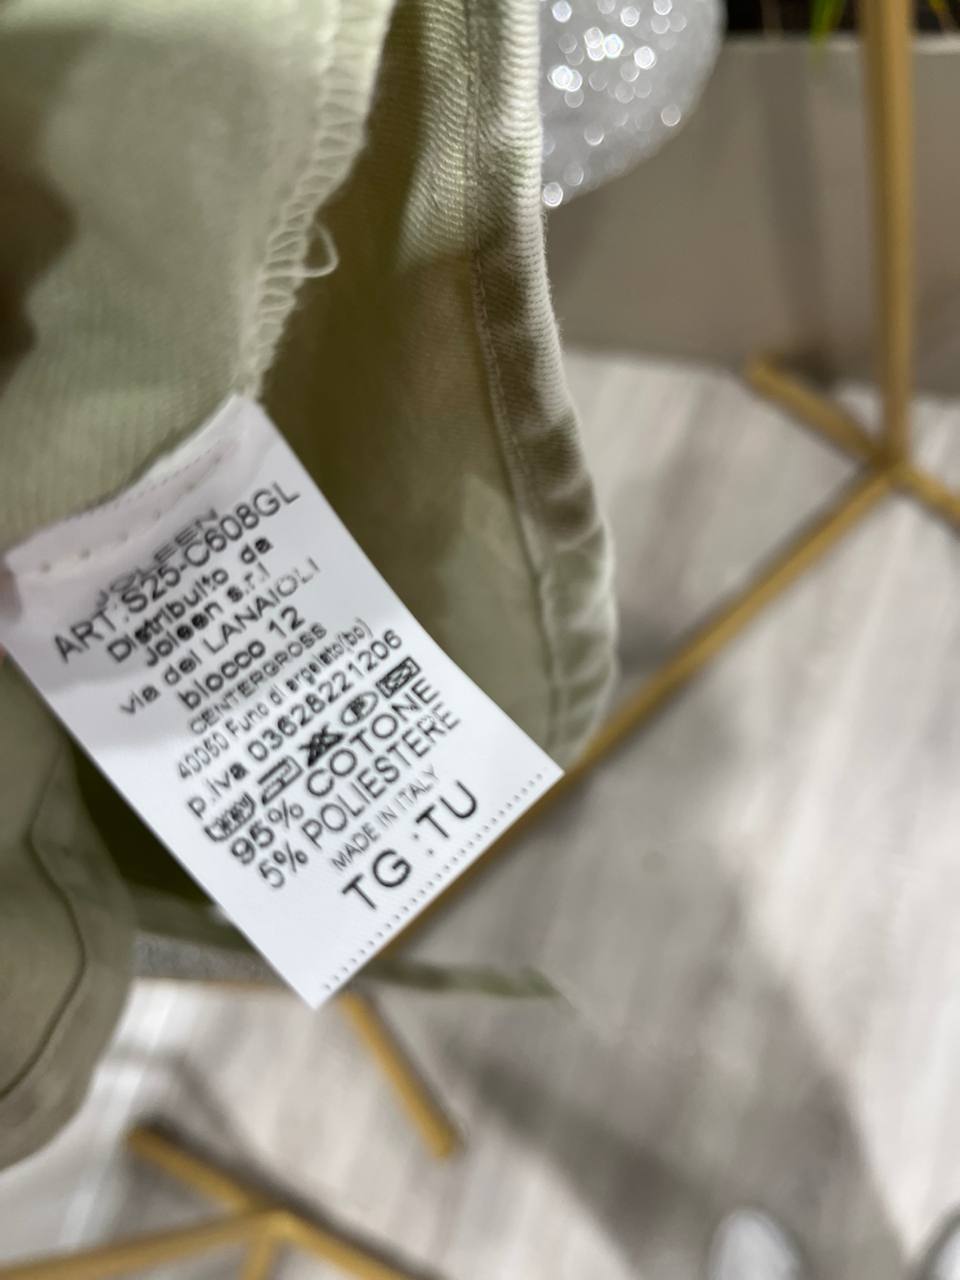 JOLEEN
ART.:S25-C608GL
Distribuito da
Joleen s.r.l
via dei LANAIOLI
blocco 12
CENTERGROSS
40050 Funo di argelato(bo)
p.iva 03628221206
95% COTONE
5% POLIESTERE
MADE IN ITALY
TG :TU